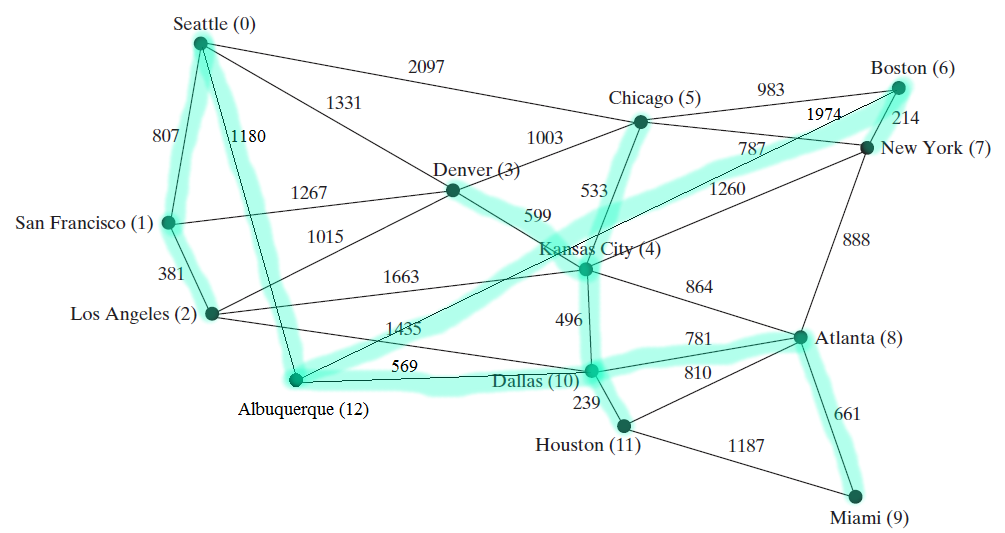 Seattle (0)
2097
Boston (6)
1331
Chicago (5)
983
1974
214
807
1180
1003
787
New York (7)
Denver (3)
533
1260
1267
599
San Francisco (1)
1015
Kansas City (4)
888
381
1663
864
Los Angeles (2)
496
1435
781
Atlanta (8)
569
810
Dallas (10)
239
Albuquerque (12)
661
Houston (11)
1187
Miami (9)